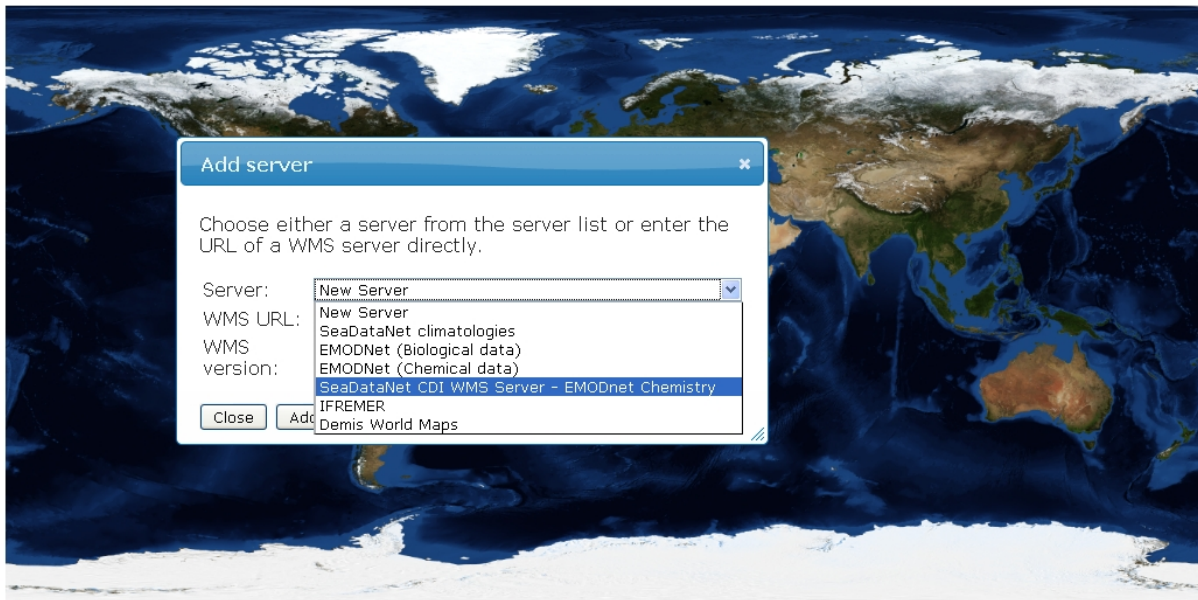 Add server
Choose either a server from the server list or enter the
URL of a WMS server directly.
Server:
New Server
WMS URL:
WMS
version:
New Server
SeaDataNet climatologies
EMODNet (Biological data)
EMODNet (Chemical data)
SeaDataNet CDI WMS Server - EMODnet Chemistry
IFREMER
Demis World Maps
Close